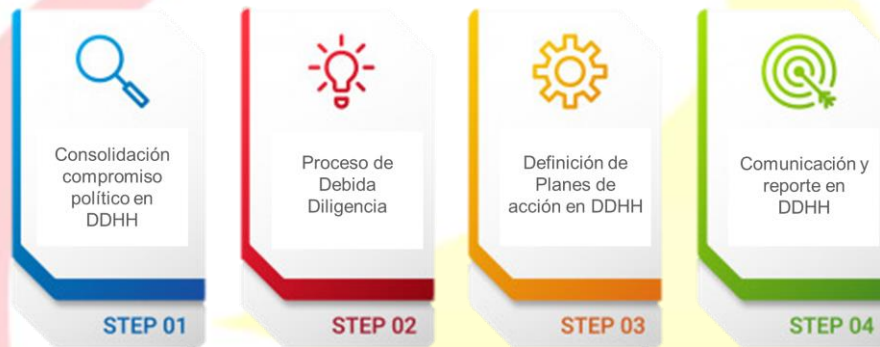 Consolidación
compromiso
político en
DDHH
STEP 01
Proceso de
Debida
Diligencia
STEP 02
Definición de
Planes de
acción en DDHH
STEP 03
Comunicación y
reporte en
DDHH
STEP 04